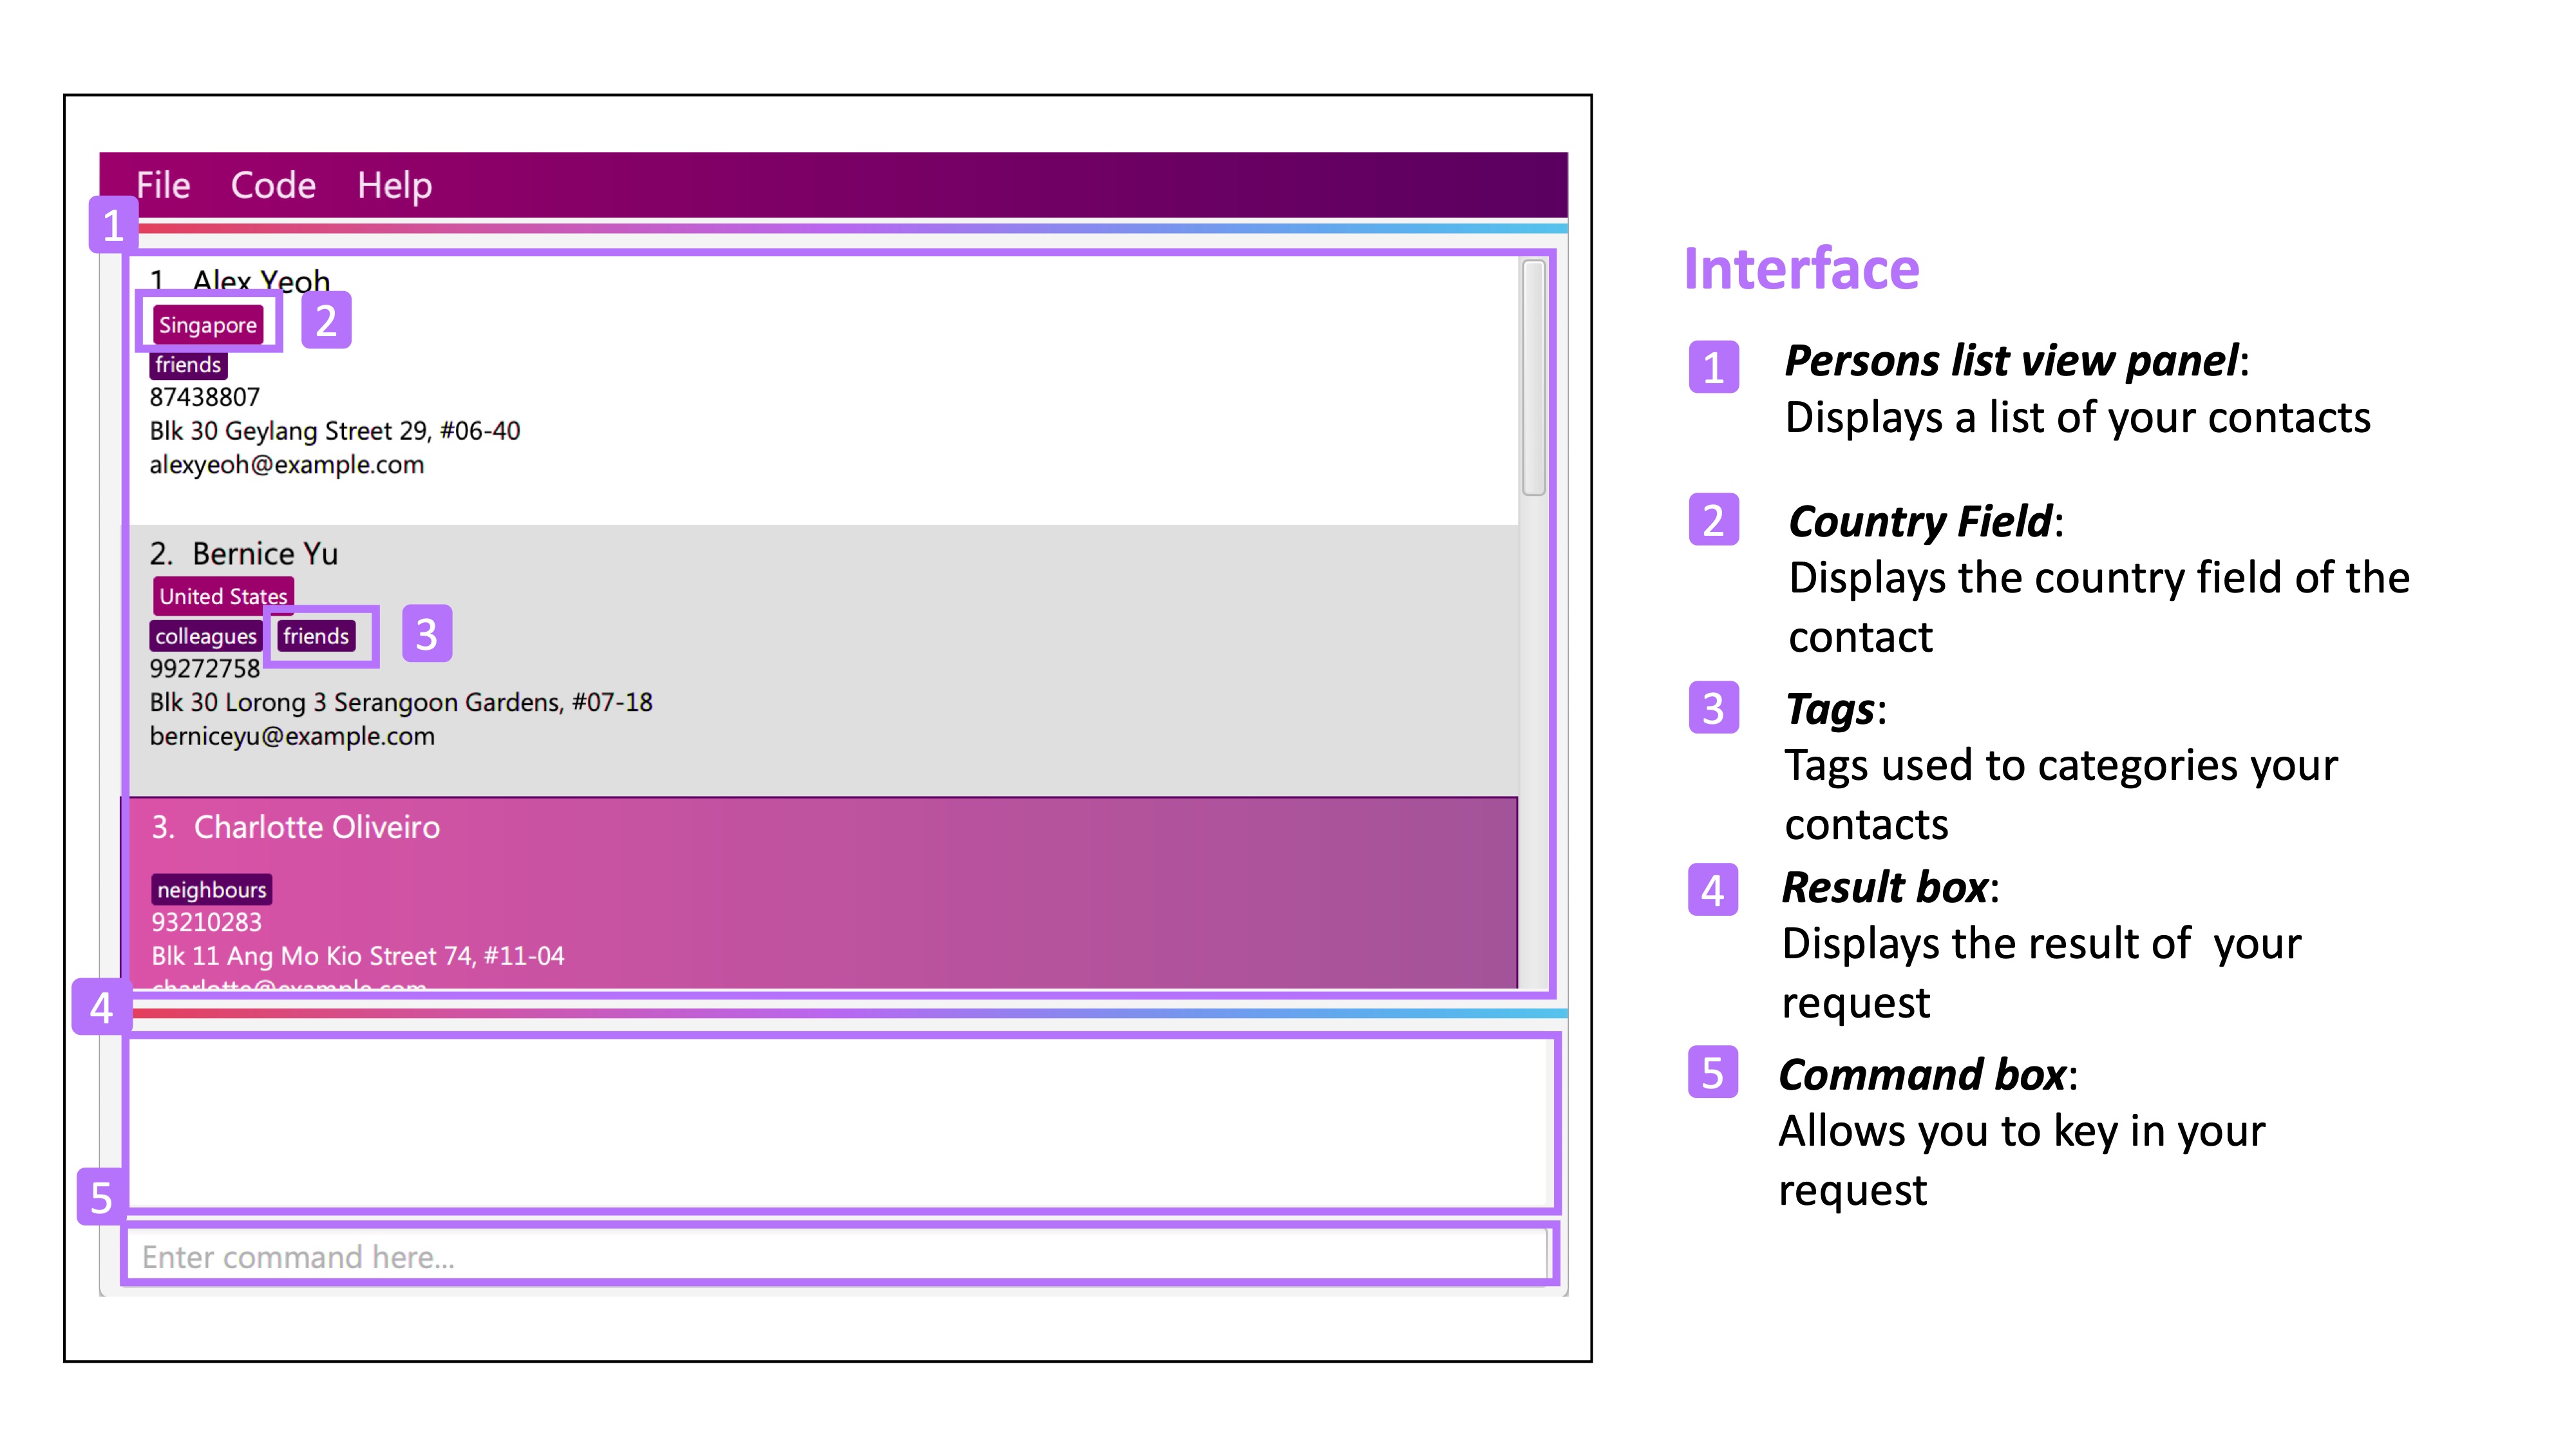 File Code Help
1
1. Alex Yeoh
Singapore
2
friends
87438807
Blk 30 Geylang Street 29, #06-40
alexyeoh@example.com
2. Bernice Yu
United States
colleagues friends
3
99272758
Blk 30 Lorong 3 Serangoon Gardens, #07-18
berniceyu@example.com
3. Charlotte Oliveiro
neighbours
93210283
Blk 11 Ang Mo Kio Street 74, #11-04
charlotte@example.com
4
5
Enter command here...
Interface
1 Persons list view panel:
Displays a list of your contacts
2 Country Field:
Displays the country field of the
contact
3 Tags:
Tags used to categories your
contacts
4 Result box:
Displays the result of your
request
5 Command box:
Allows you to key in your
request